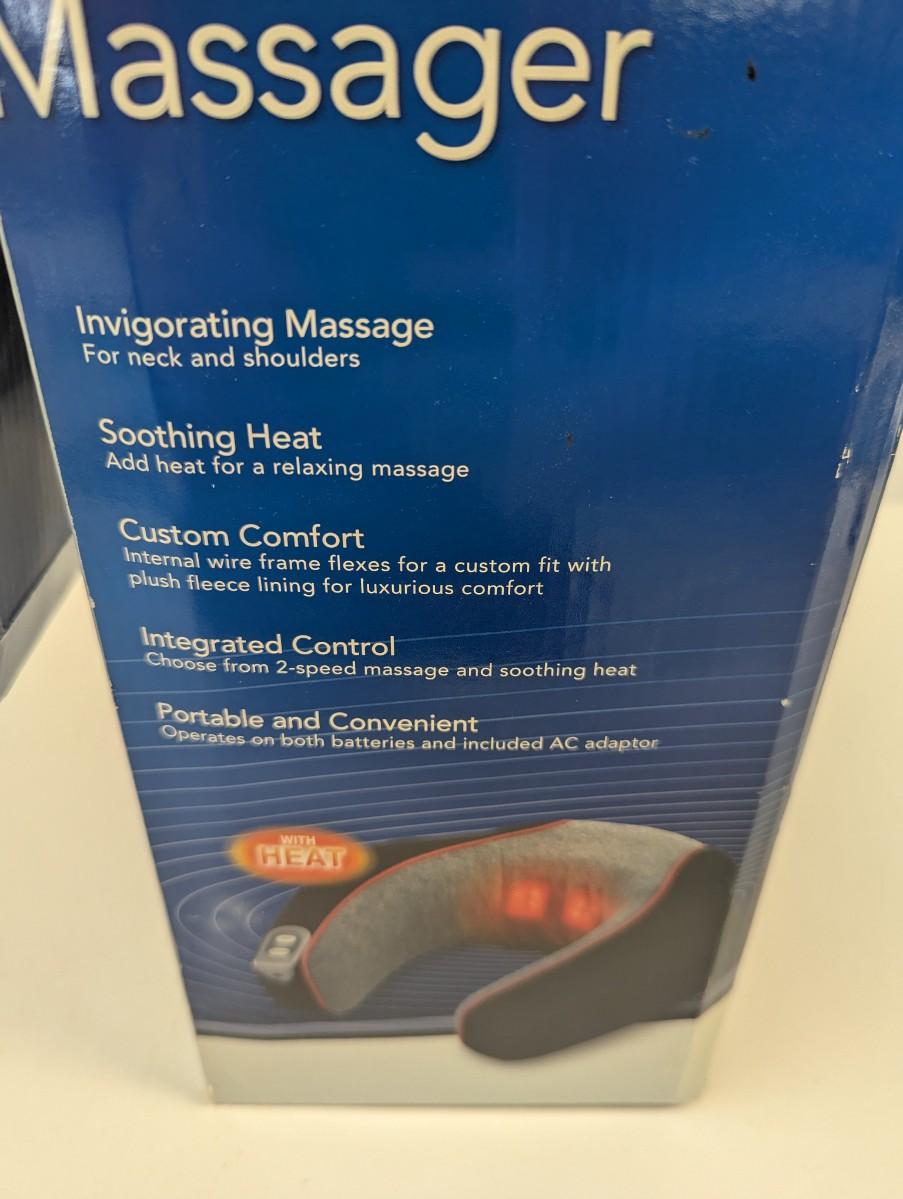 Massager
Invigorating Massage
For neck and shoulders
Soothing Heat
Add heat for a relaxing massage
Custom Comfort
Internal wire frame flexes for a custom fit with
plush fleece lining for luxurious comfort
Integrated Control
Choose from 2-speed massage and soothing heat
Portable and Convenient
Operates on both batteries and included AC adaptor
WITH
HEAT